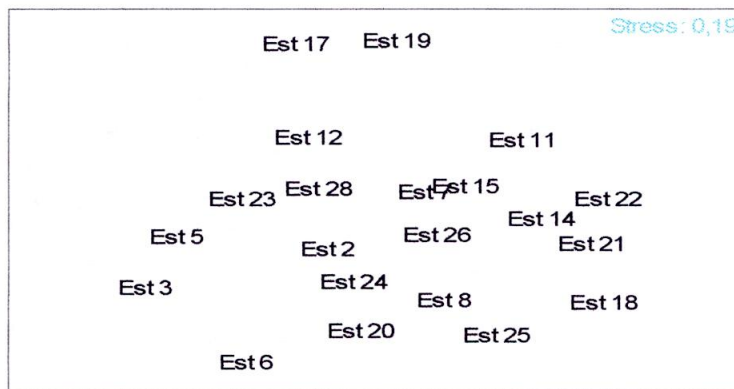 Stress: 0,19
Est 17
Est 19
Est 12
Est 11
Est 28
Est 7
Est 15
Est 23
Est 22
Est 14
Est 5
Est 26
Est 21
Est 2
Est 3
Est 24
Est 8
Est 18
Est 20
Est 25
Est 6